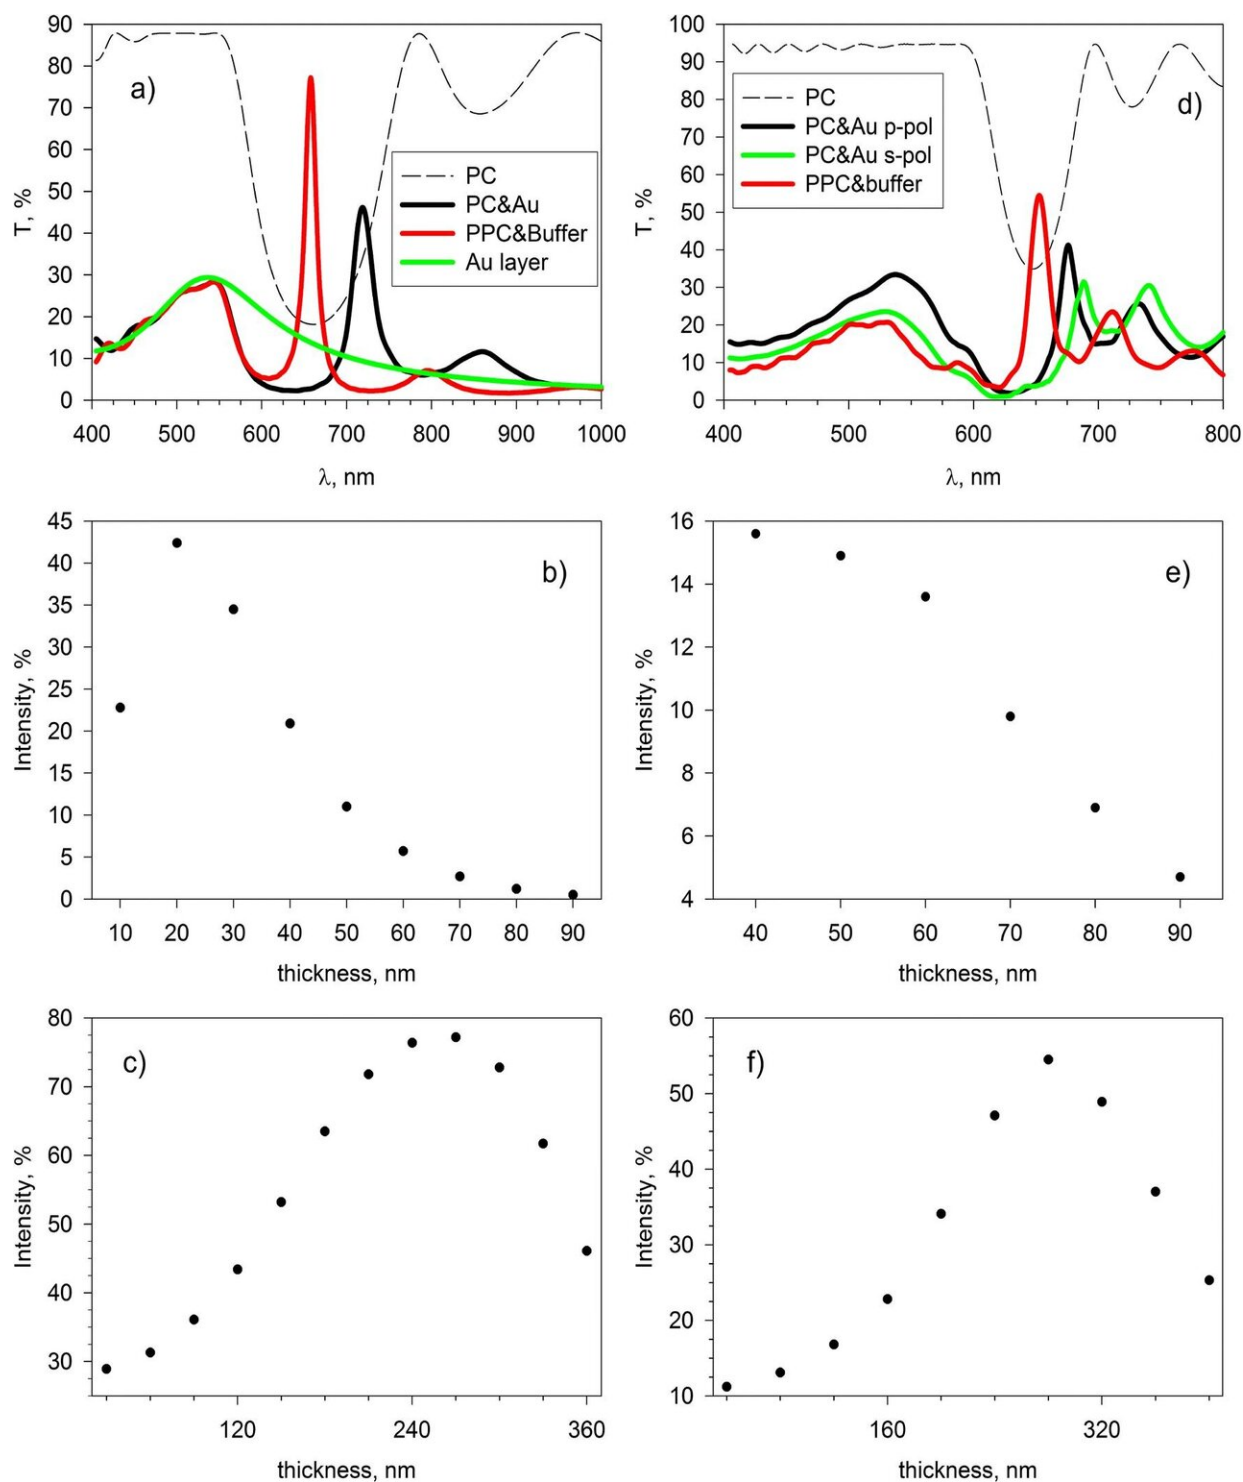 a)
T, %
90
80
70
60
50
40
30
20
10
0
PC
PC&Au
PPC&Buffer
Au layer
400 500 600 700 800 900 1000
λ, nm
d)
T, %
100
90
80
70
60
50
40
30
20
10
0
PC
PC&Au p-pol
PC&Au s-pol
PPC&buffer
400 500 600 700 800
λ, nm
b)
Intensity, %
45
40
35
30
25
20
15
10
5
0
10 20 30 40 50 60 70 80 90
thickness, nm
e)
Intensity, %
16
14
12
10
8
6
4
40 50 60 70 80 90
thickness, nm
c)
Intensity, %
80
70
60
50
40
30
120 240 360
thickness, nm
f)
Intensity, %
60
50
40
30
20
10
160 320
thickness, nm